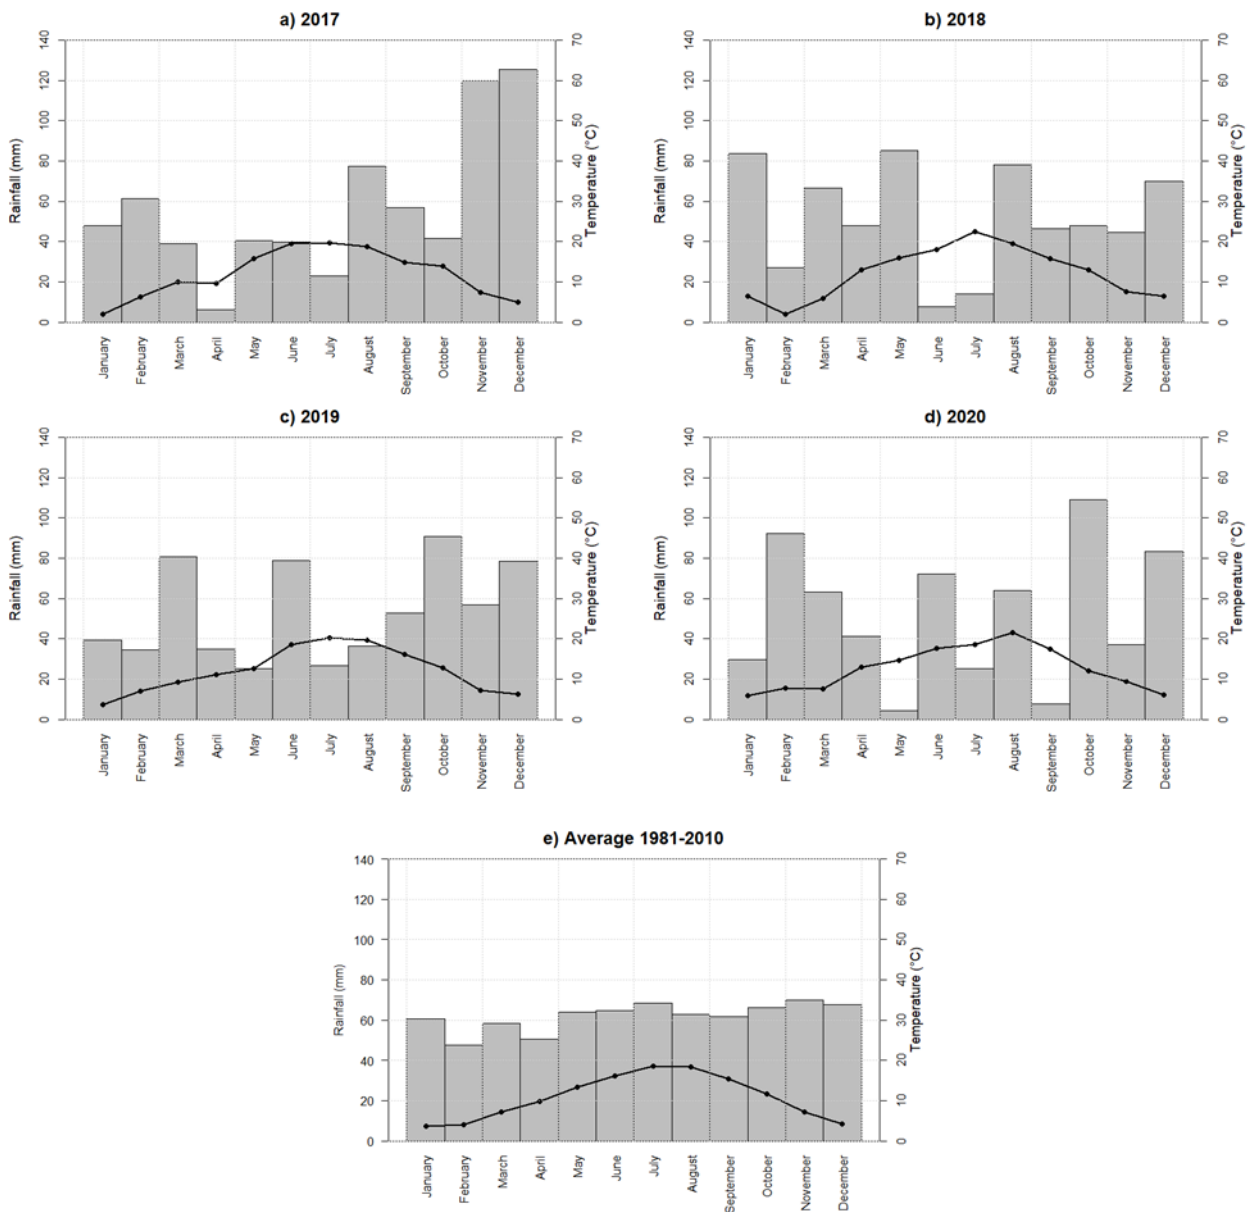 a) 2017
Rainfall (mm)
0 20 40 60 80 100 120 140
Temperature (°C)
0 10 20 30 40 50 60 70
January February March April May June July August September October November December
b) 2018
Rainfall (mm)
0 20 40 60 80 100 120 140
Temperature (°C)
0 10 20 30 40 50 60 70
January February March April May June July August September October November December
c) 2019
Rainfall (mm)
0 20 40 60 80 100 120 140
Temperature (°C)
0 10 20 30 40 50 60 70
January February March April May June July August September October November December
d) 2020
Rainfall (mm)
0 20 40 60 80 100 120 140
Temperature (°C)
0 10 20 30 40 50 60 70
January February March April May June July August September October November December
e) Average 1981-2010
Rainfall (mm)
0 20 40 60 80 100 120 140
Temperature (°C)
0 10 20 30 40 50 60 70
January February March April May June July August September October November December